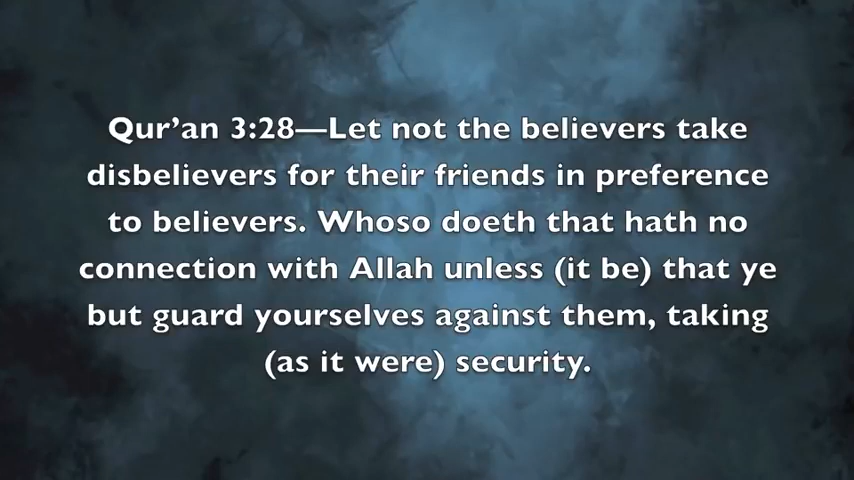 Qur’an 3:28—Let not the believers take
disbelievers for their friends in preference
to believers. Whoso doeth that hath no
connection with Allah unless (it be) that ye
but guard yourselves against them, taking
(as it were) security.